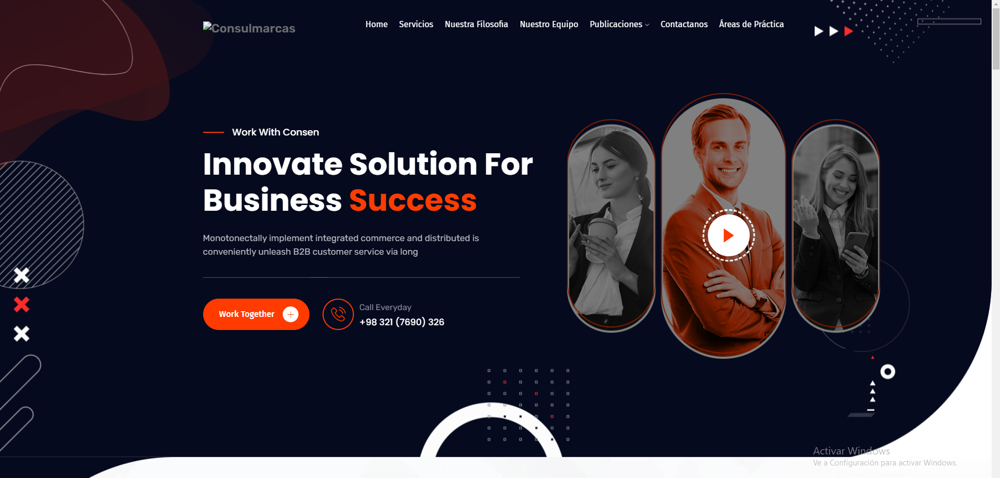 Consulmarcas
Home Servicios Nuestra Filosofia Nuestro Equipo Publicaciones Contactanos Áreas de Práctica
Work With Consen
Innovate Solution For
Business Success
Monotonectally implement integrated commerce and distributed is
conveniently unleash B2B customer service via long
Work Together
Call Everyday
+98 321 (7690) 326
Activar Windows
Ve a Configuración para activar Windows.